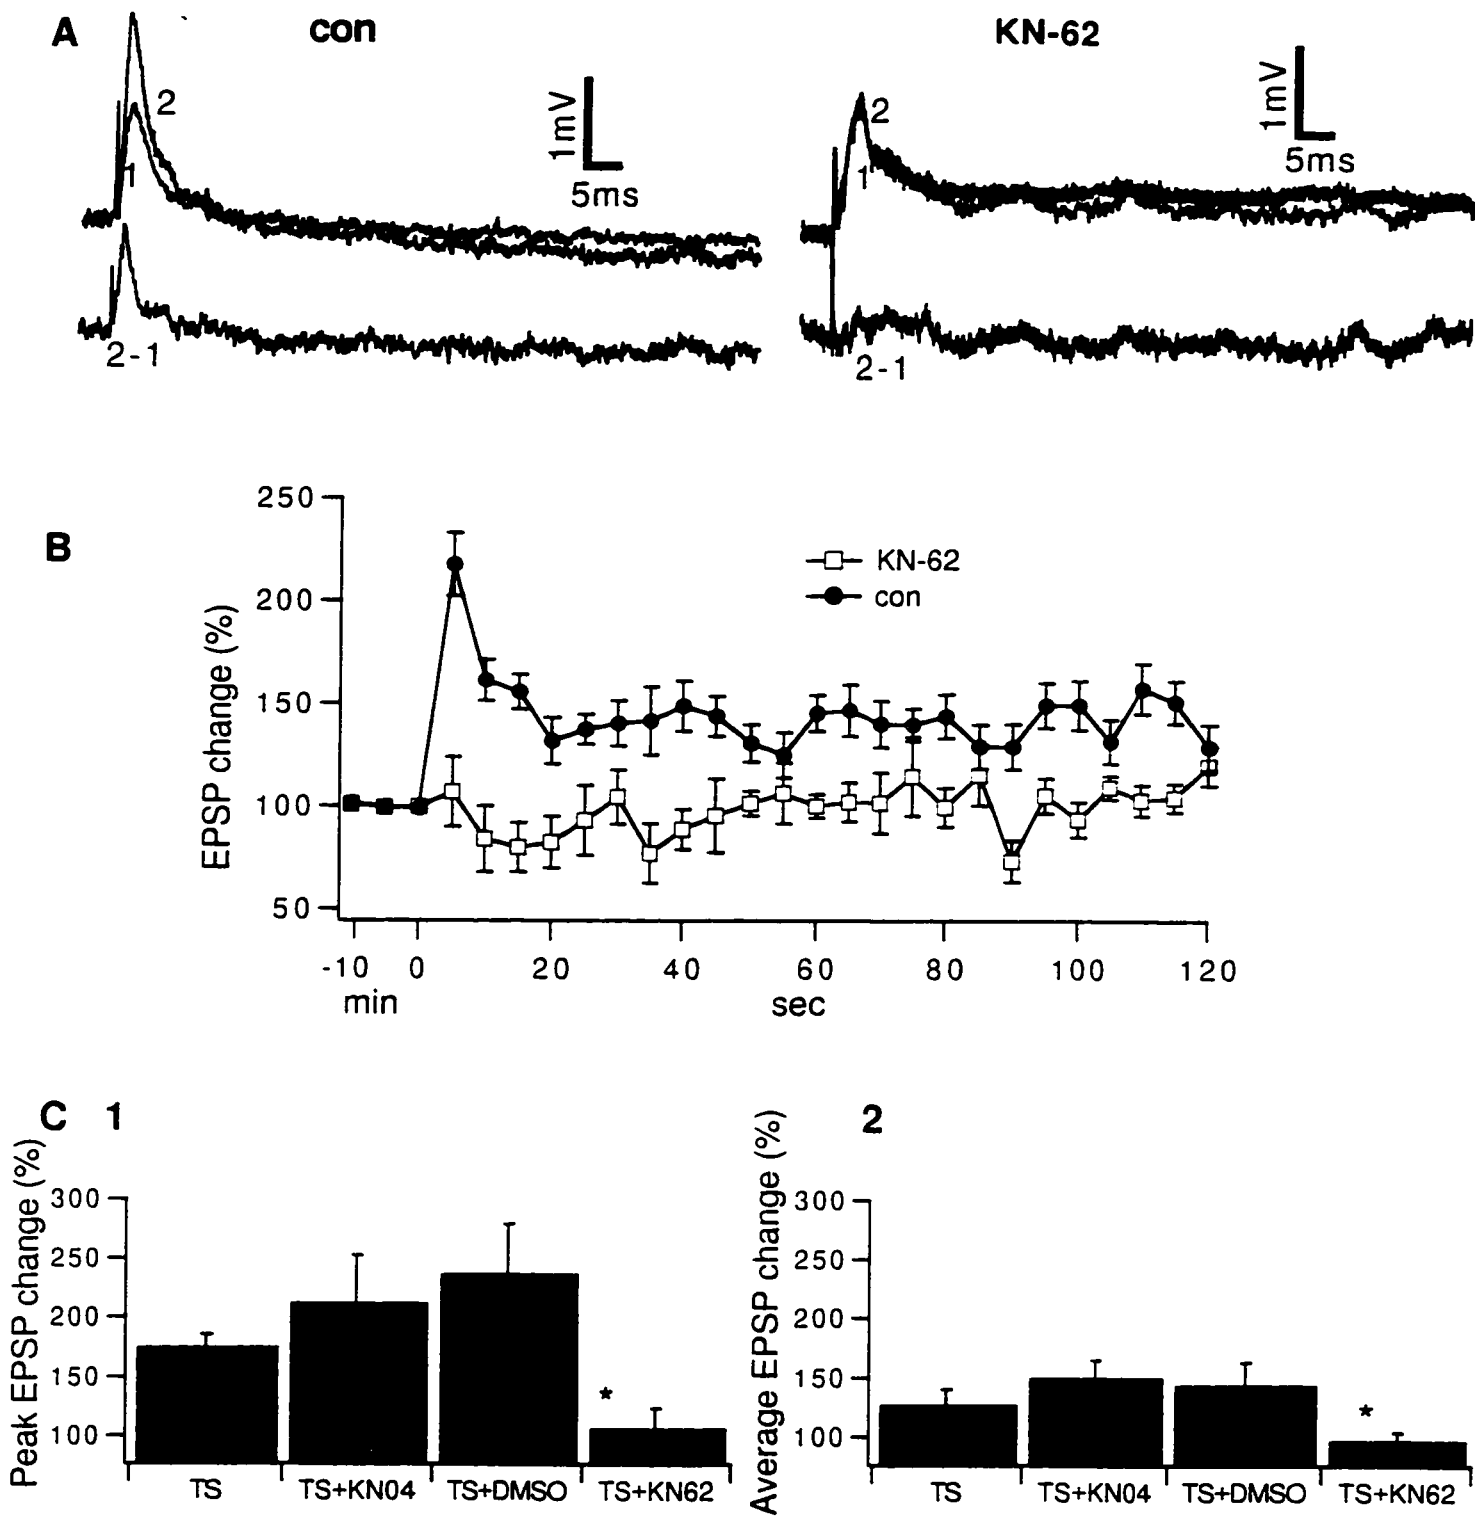 A con KN-62
2
1
1mV
5ms
2-1
2
1
1mV
5ms
2-1
B
EPSP change (%)
250
200
150
100
50
KN-62
con
-10 0 20 40 60 80 100 120
min sec
C 1
Peak EPSP change (%)
300
250
200
150
100
*
TS TS+KN04 TS+DMSO TS+KN62
2
Average EPSP change (%)
300
250
200
150
100
*
TS TS+KN04 TS+DMSO TS+KN62